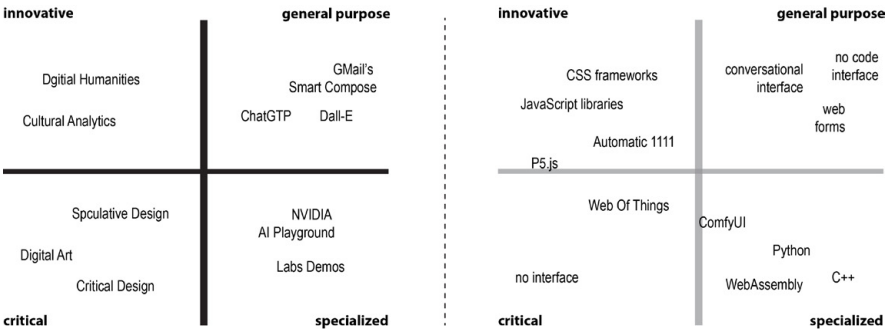 innovative
general purpose
Dgitial Humanities
GMail's
Smart Compose
Cultural Analytics
ChatGTP
Dall-E
Spculative Design
NVIDIA
AI Playground
Digital Art
Labs Demos
Critical Design
critical
specialized
innovative
general purpose
CSS frameworks
conversational
interface
no code
interface
JavaScript libraries
web
forms
Automatic 1111
P5.js
Web Of Things
ComfyUI
Python
no interface
WebAssembly
C++
critical
specialized